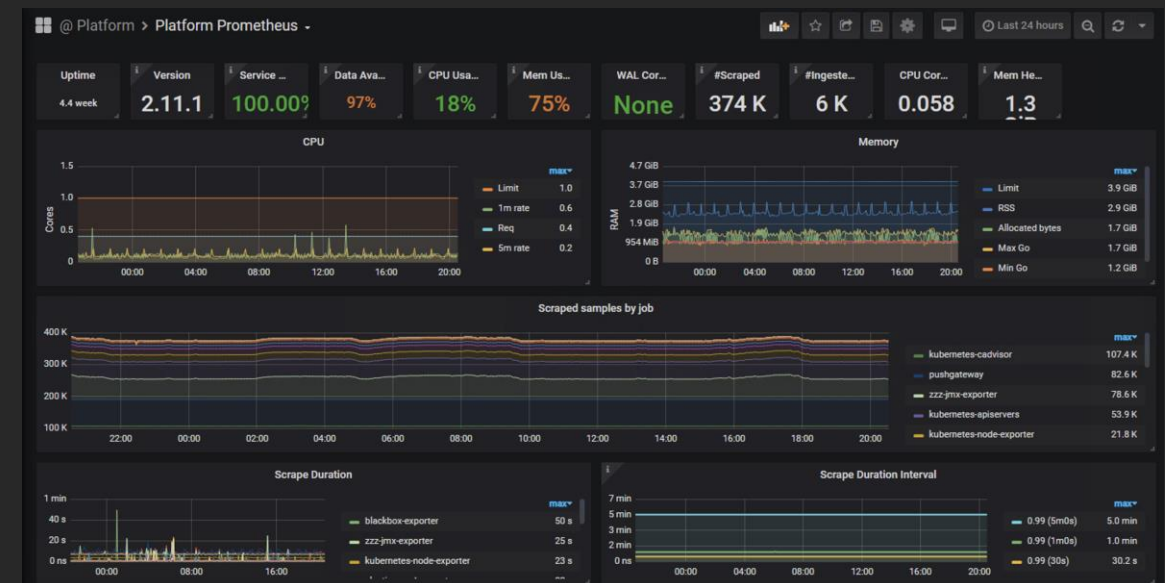 @ Platform > Platform Prometheus
Last 24 hours
Uptime
4.4 week
Version
2.11.1
Service ...
100.00%
Data Ava...
97%
CPU Usa...
18%
Mem Us...
75%
WAL Cor...
None
#Scraped
374 K
#Ingeste...
6 K
CPU Cor...
0.058
Mem He...
1.3
GiB
CPU
Cores
1.5
1.0
0.5
0
00:00 04:00 08:00 12:00 16:00 20:00
max
Limit 1.0
1m rate 0.6
Req 0.4
5m rate 0.2
Memory
RAM
4.7 GiB
3.7 GiB
2.8 GiB
1.9 GiB
954 MiB
0 B
00:00 04:00 08:00 12:00 16:00 20:00
max
Limit 3.9 GiB
RSS 2.9 GiB
Allocated bytes 1.7 GiB
Max Go 1.7 GiB
Min Go 1.2 GiB
Scraped samples by job
400 K
300 K
200 K
100 K
22:00 00:00 02:00 04:00 06:00 08:00 10:00 12:00 14:00 16:00 18:00 20:00
max
kubernetes-cadvisor 107.4 K
pushgateway 82.6 K
zzz-jmx-exporter 78.6 K
kubernetes-apiservers 53.9 K
kubernetes-node-exporter 21.8 K
Scrape Duration
1 min
40 s
20 s
0 ns
00:00 08:00 16:00
max
blackbox-exporter 50 s
zzz-jmx-exporter 25 s
kubernetes-node-exporter 23 s
Scrape Duration Interval
7 min
5 min
3 min
2 min
0 ns
00:00 04:00 08:00 12:00 16:00 20:00
max
0.99 (5m0s) 5.0 min
0.99 (1m0s) 1.0 min
0.99 (30s) 30.2 s